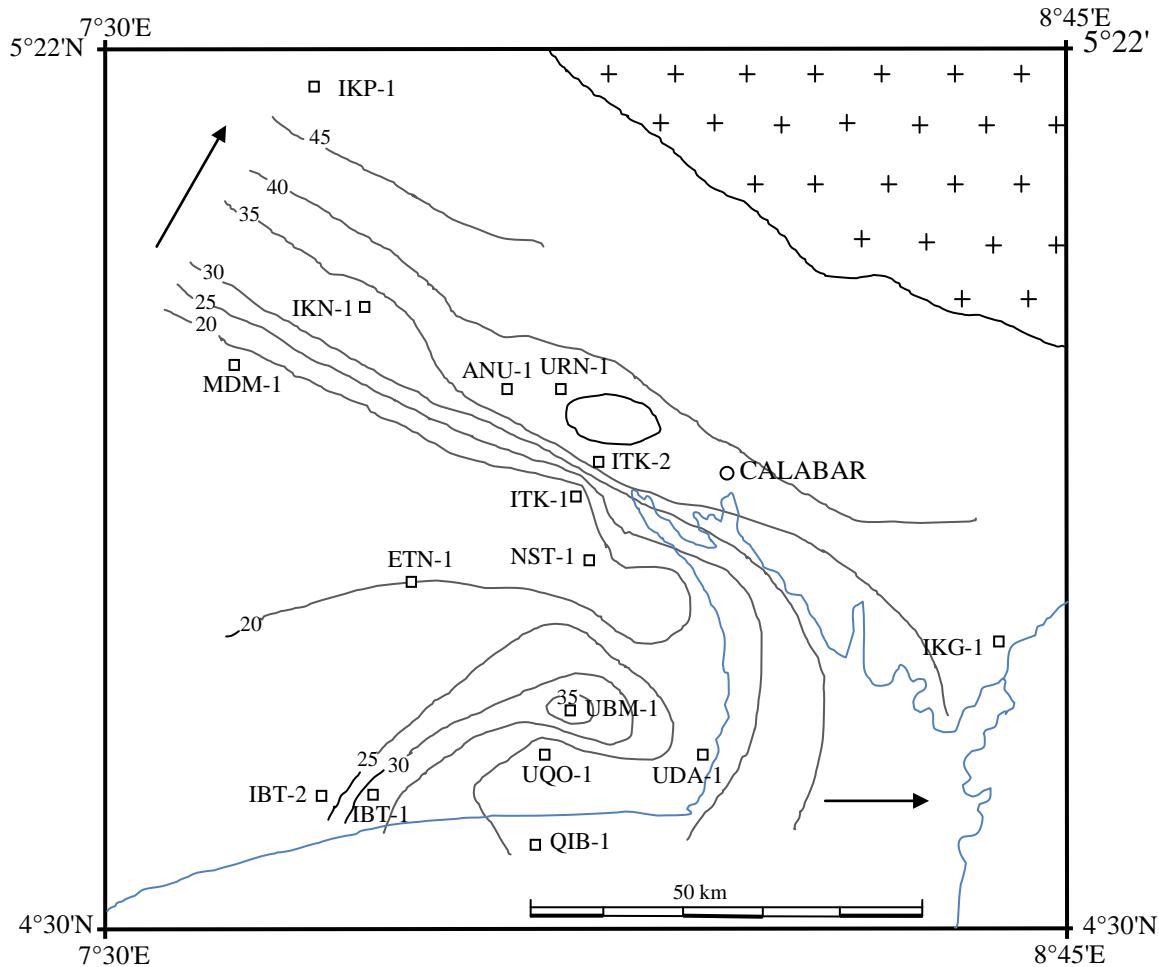 7°30'E
8°45'E
5°22'N
5°22'
IKP-1
45
40
35
30
25
20
IKN-1
MDM-1
ANU-1
URN-1
ITK-2
CALABAR
ITK-1
NST-1
ETN-1
20
IKG-1
35
UBM-1
25
30
UQO-1
UDA-1
IBT-2
IBT-1
QIB-1
50 km
4°30'N
4°30'N
7°30'E
8°45'E